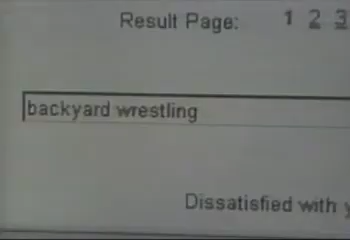 Result Page: 1 2 3
backyard wrestling
Dissatisfied with